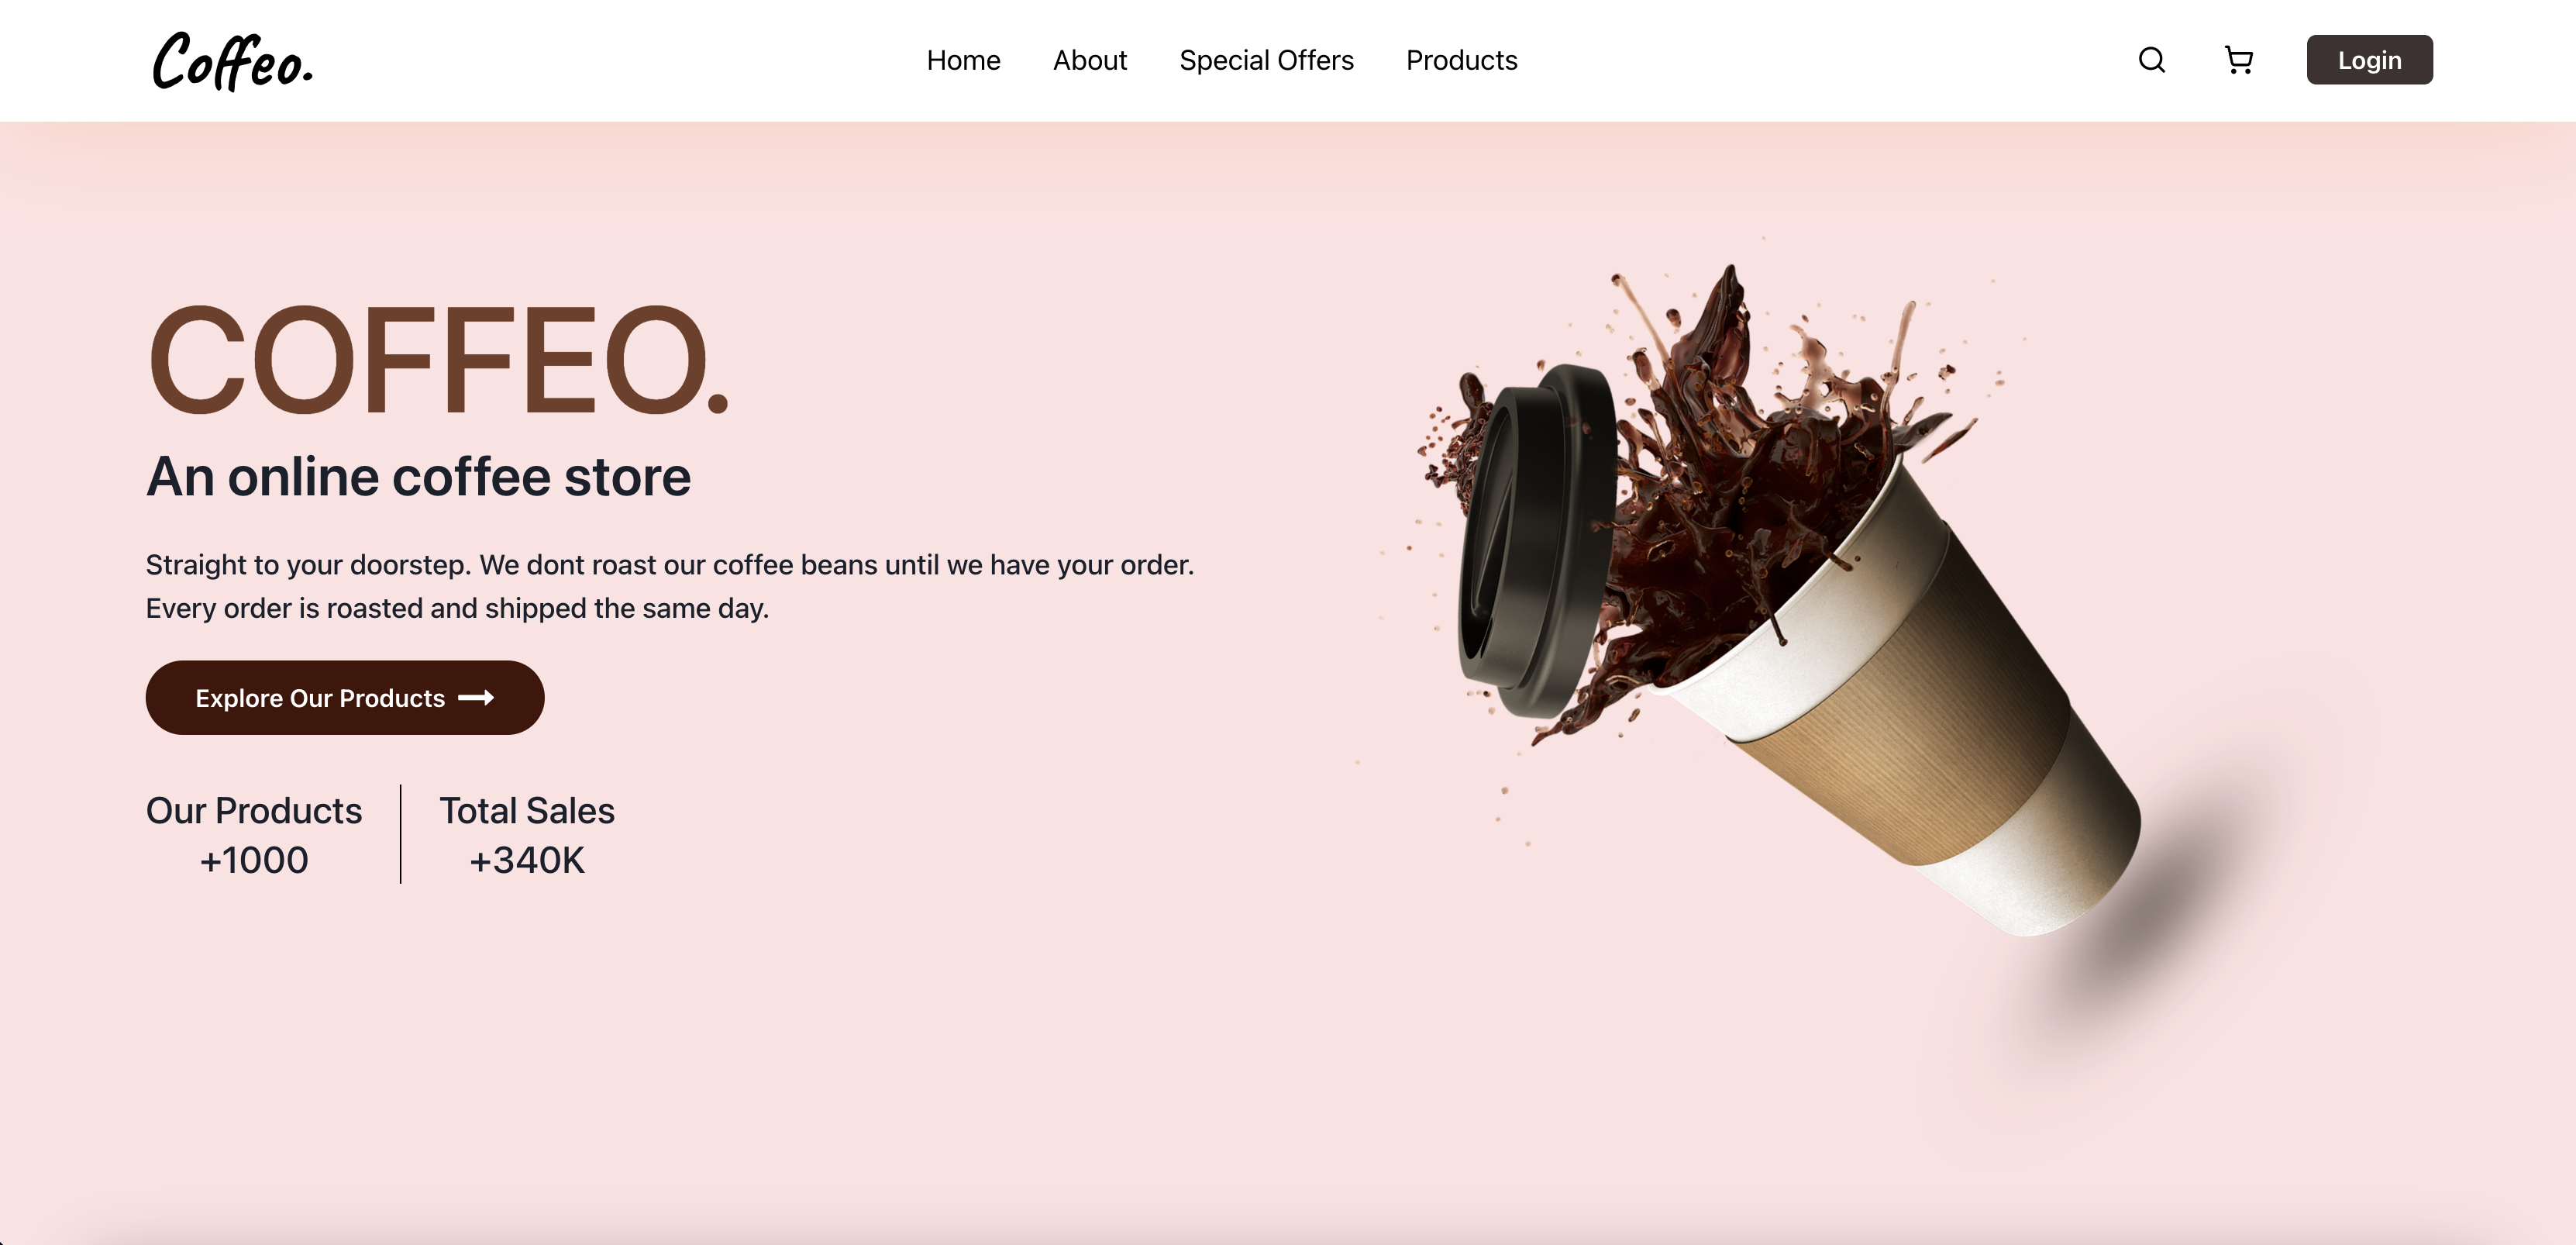 Coffeo.
Home About Special Offers Products
Login
COFFEO.
An online coffee store
Straight to your doorstep. We dont roast our coffee beans until we have your order.
Every order is roasted and shipped the same day.
Explore Our Products
Our Products
+1000
Total Sales
+340K